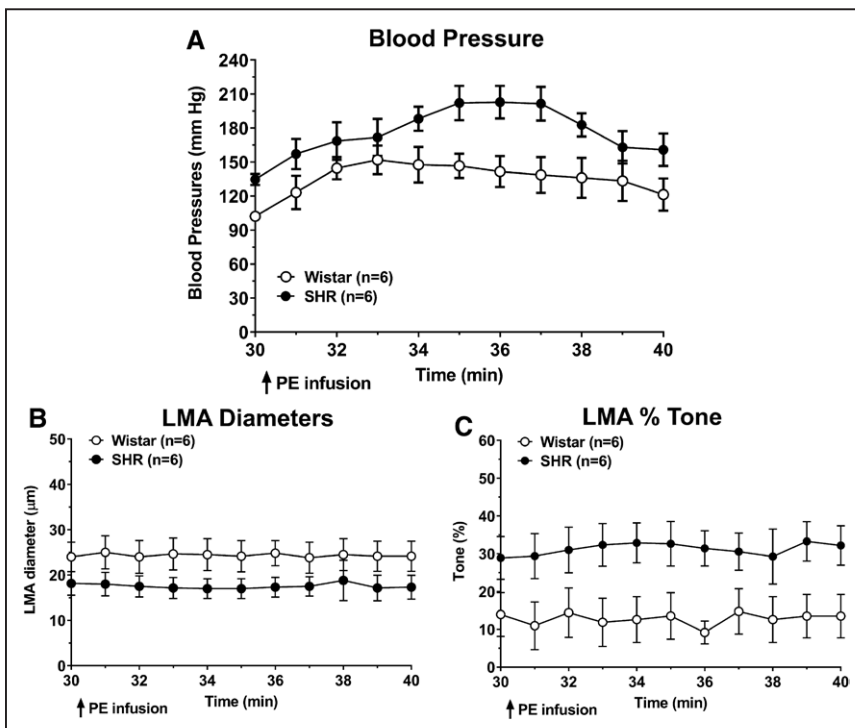 A Blood Pressure
Blood Pressures (mm Hg)
240
210
180
150
120
90
60
30
0
Wistar (n=6)
SHR (n=6)
30 32 34 36 38 40
PE infusion Time (min)
B LMA Diameters
LMA diameter (μm)
50
40
30
20
10
0
Wistar (n=6)
SHR (n=6)
30 32 34 36 38 40
PE infusion Time (min)
C LMA % Tone
Tone (%)
60
50
40
30
20
10
0
Wistar (n=6)
SHR (n=6)
30 32 34 36 38 40
PE infusion Time (min)